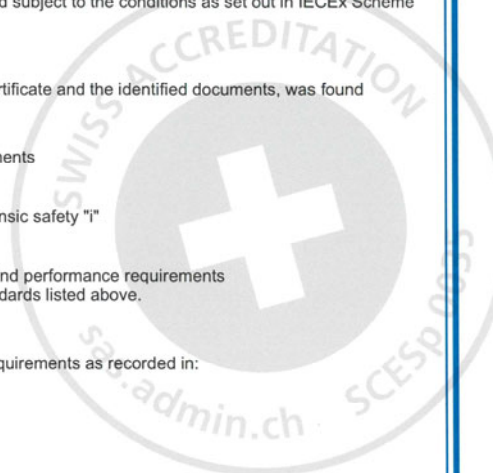 d subject to the conditions as set out in IECEx Scheme
rtificate and the identified documents, was found
ments
nsic safety "i"
nd performance requirements
dards listed above.
quirements as recorded in:
SWISS ACCREDITATION
sas.admin.ch
SCESp 0035